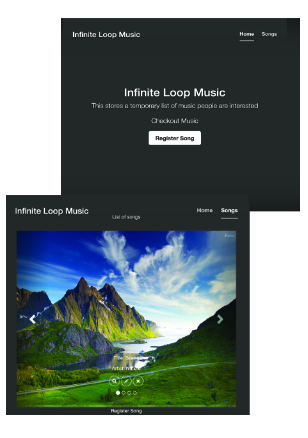 Infinite Loop Music
Home Songs
Infinite Loop Music
This stores a temporary list of music people are interested
Checkout Music
Register Song
Infinite Loop Music
Home Songs
List of songs
Register Song